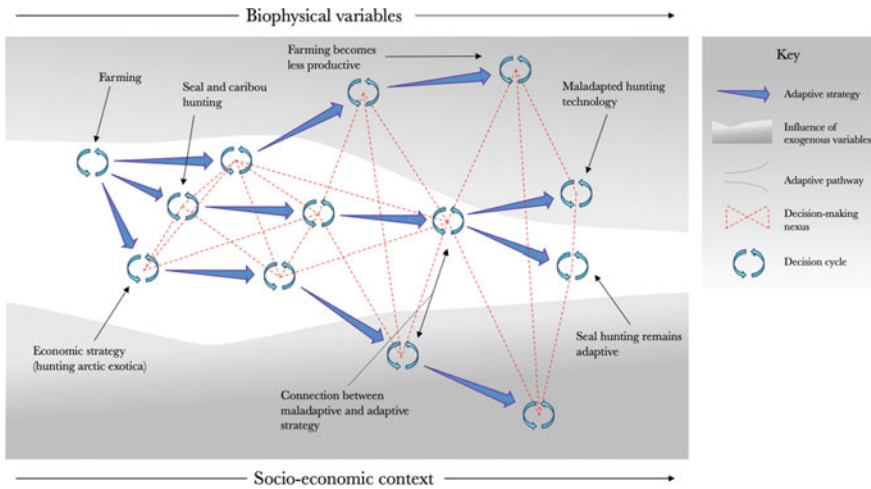 Biophysical variables
Farming becomes
less productive
Farming
Seal and caribou
hunting
Maladapted hunting
technology
Economic strategy
(hunting arctic exotica)
Connection between
maladaptive and adaptive
strategy
Seal hunting remains
adaptive
Socio-economic context
Key
Adaptive strategy
Influence of
exogenous variables
Adaptive pathway
Decision-making
nexus
Decision cycle